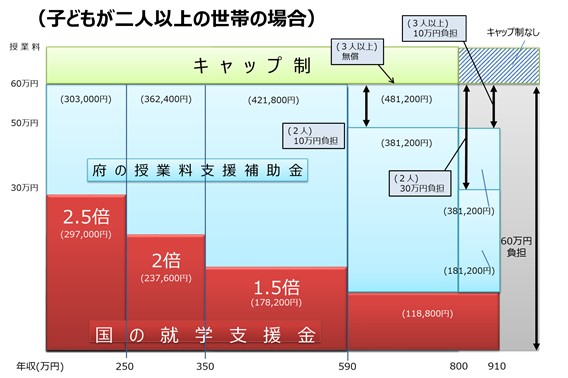 （子どもが二人以上の世帯の場合）
授業料
キャップ制
キャップ制なし
（３人以上）
無償
（３人以上）
10万円負担
60万円
(303,000円)
(362,400円)
(421,800円)
(481,200円)
50万円
（２人）
10万円負担
(381,200円)
府の授業料支援補助金
（２人）
30万円負担
30万円
2.5倍
(297,000円)
(381,200円)
2倍
(237,600円)
60万円
負担
(181,200円)
1.5倍
(178,200円)
(118,800円)
国の就学支援金
年収(万円)
250
350
590
800
910